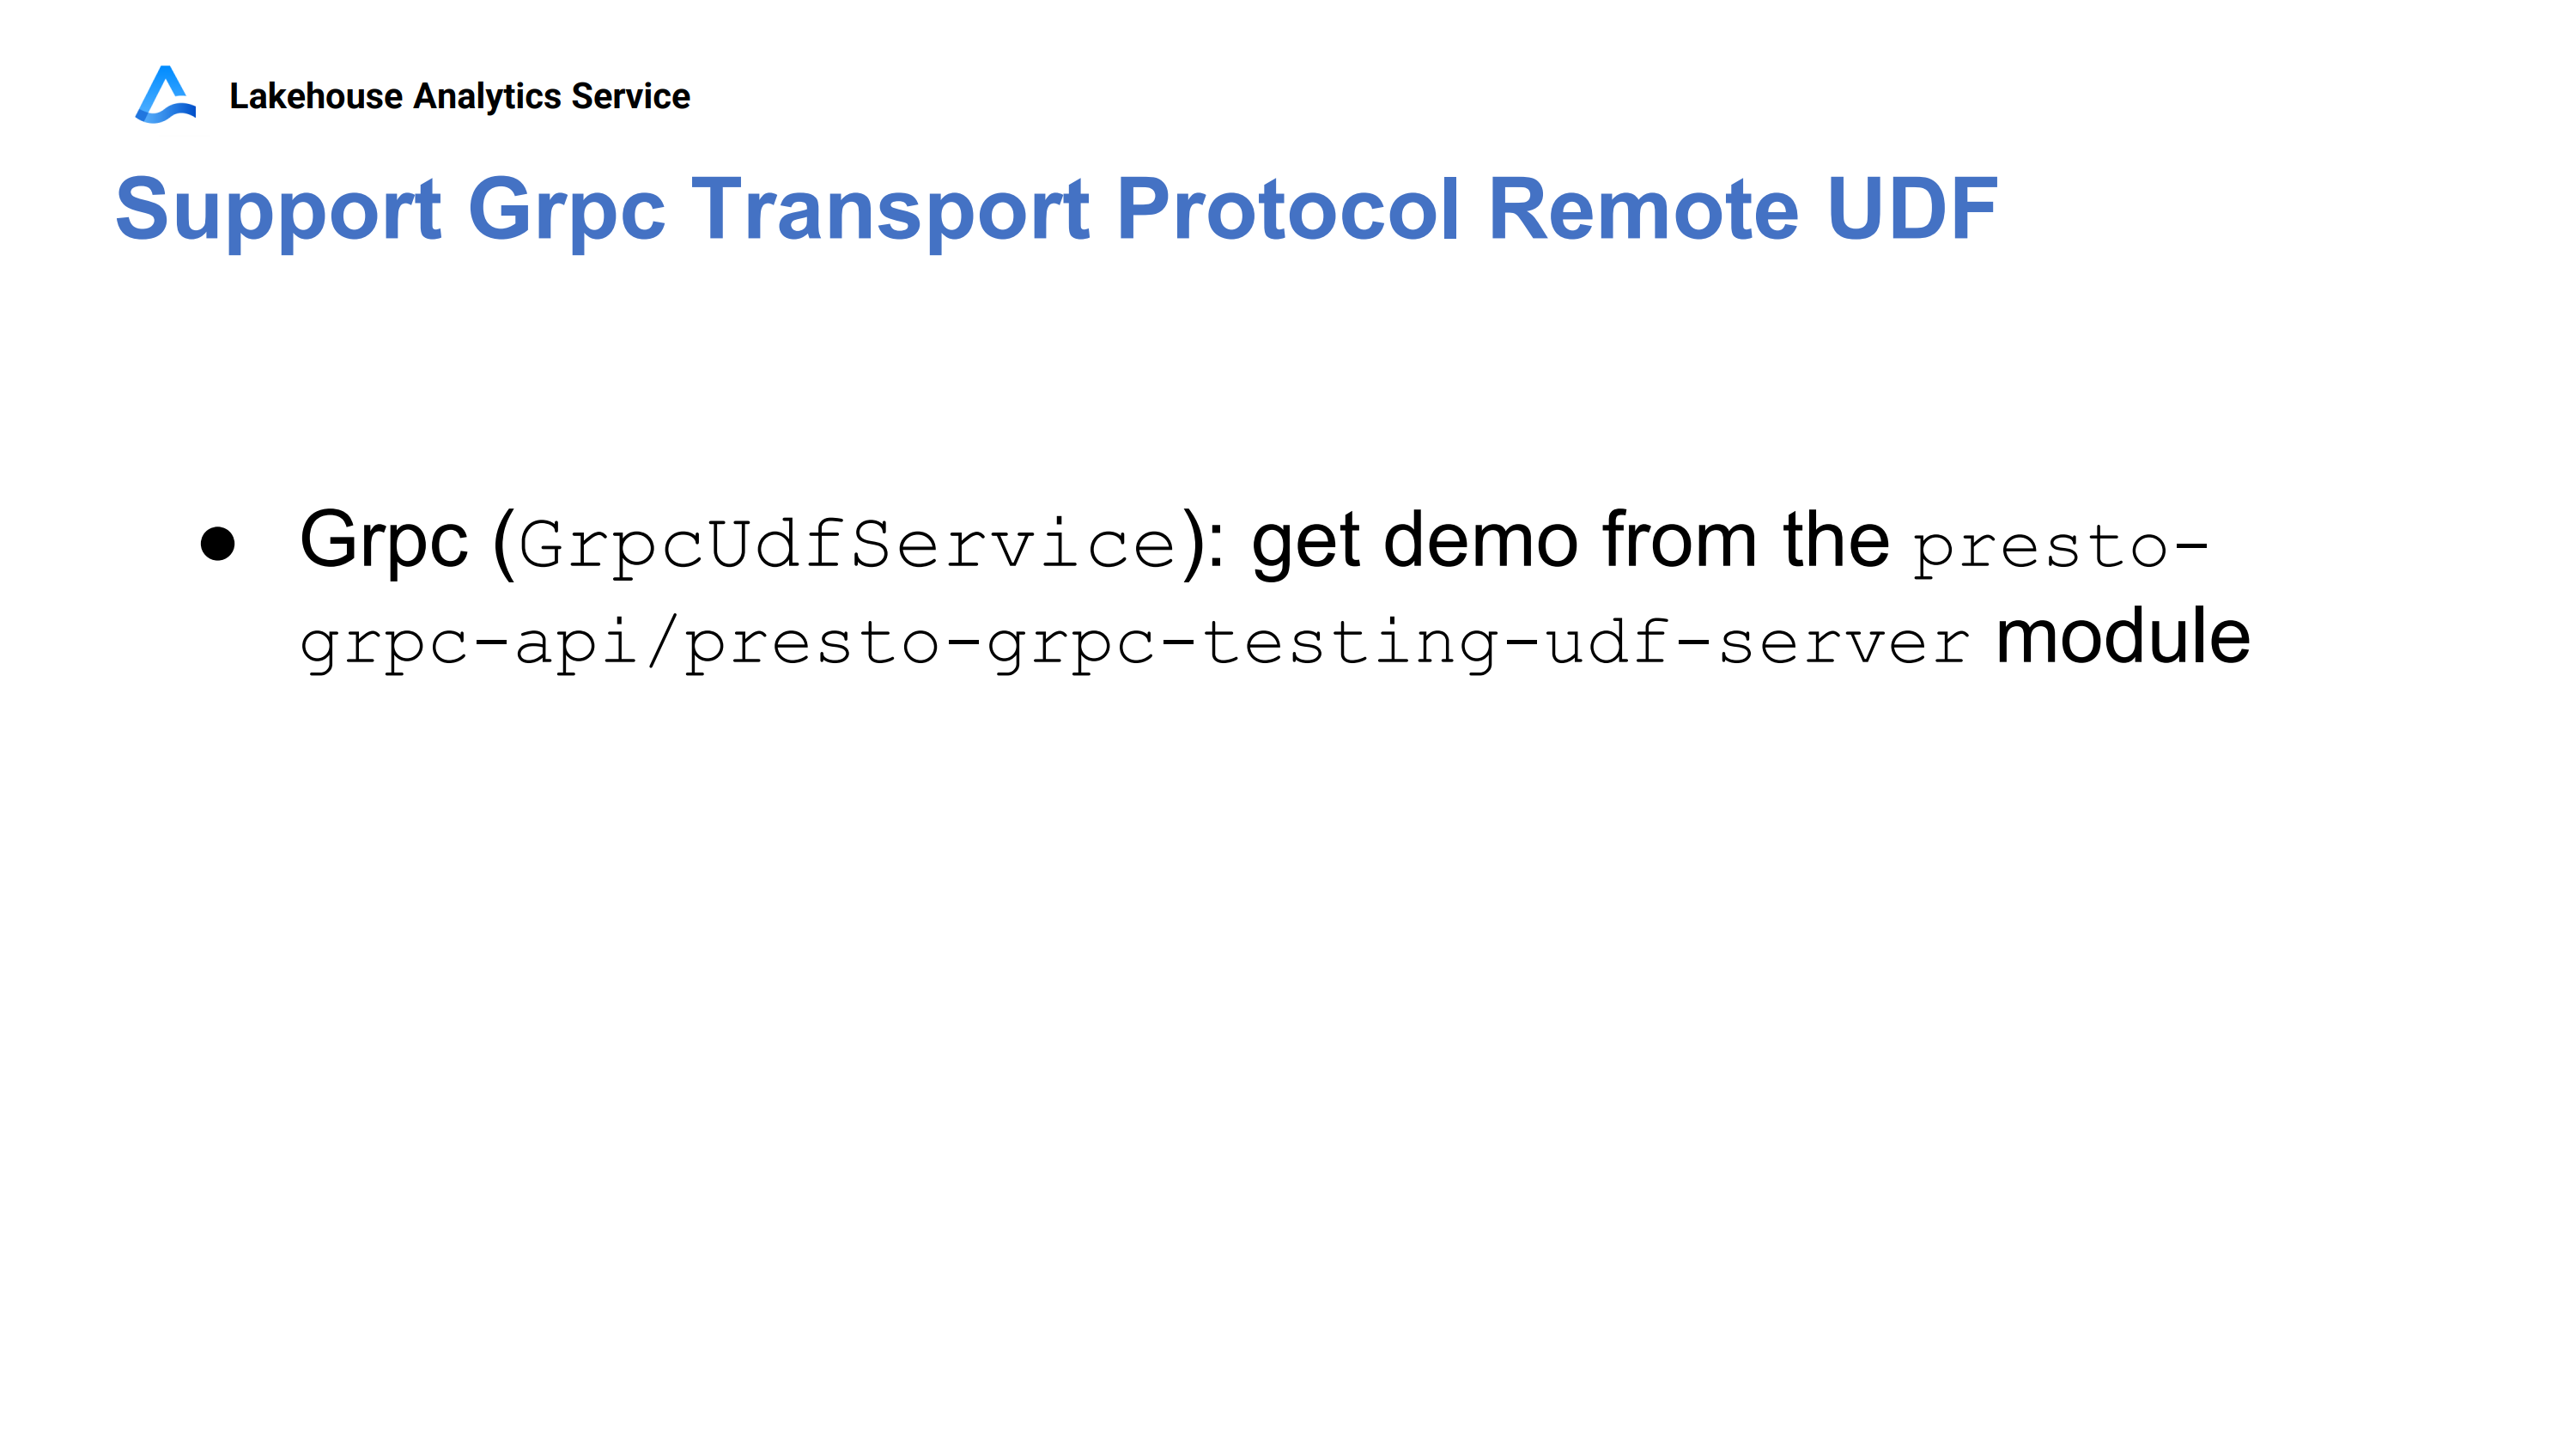 Lakehouse Analytics Service
Support Grpc Transport Protocol Remote UDF
● Grpc (GrpcUdfService): get demo from the presto-
grpc-api/presto-grpc-testing-udf-server module